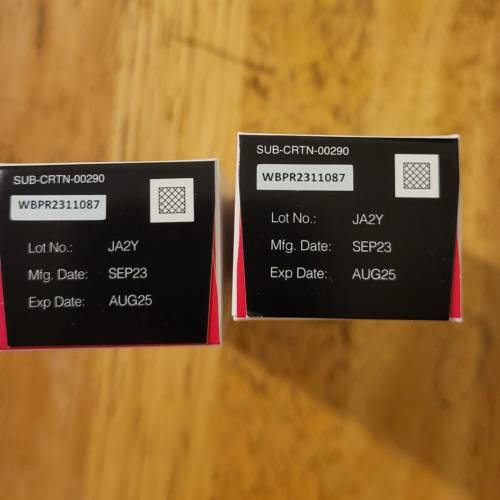 SUB-CRTN-00290
WBPR2311087
Lot No.: JA2Y
Mfg. Date: SEP23
Exp Date: AUG25
SUB-CRTN-00290
WBPR2311087
Lot No.: JA2Y
Mfg. Date: SEP23
Exp Date: AUG25